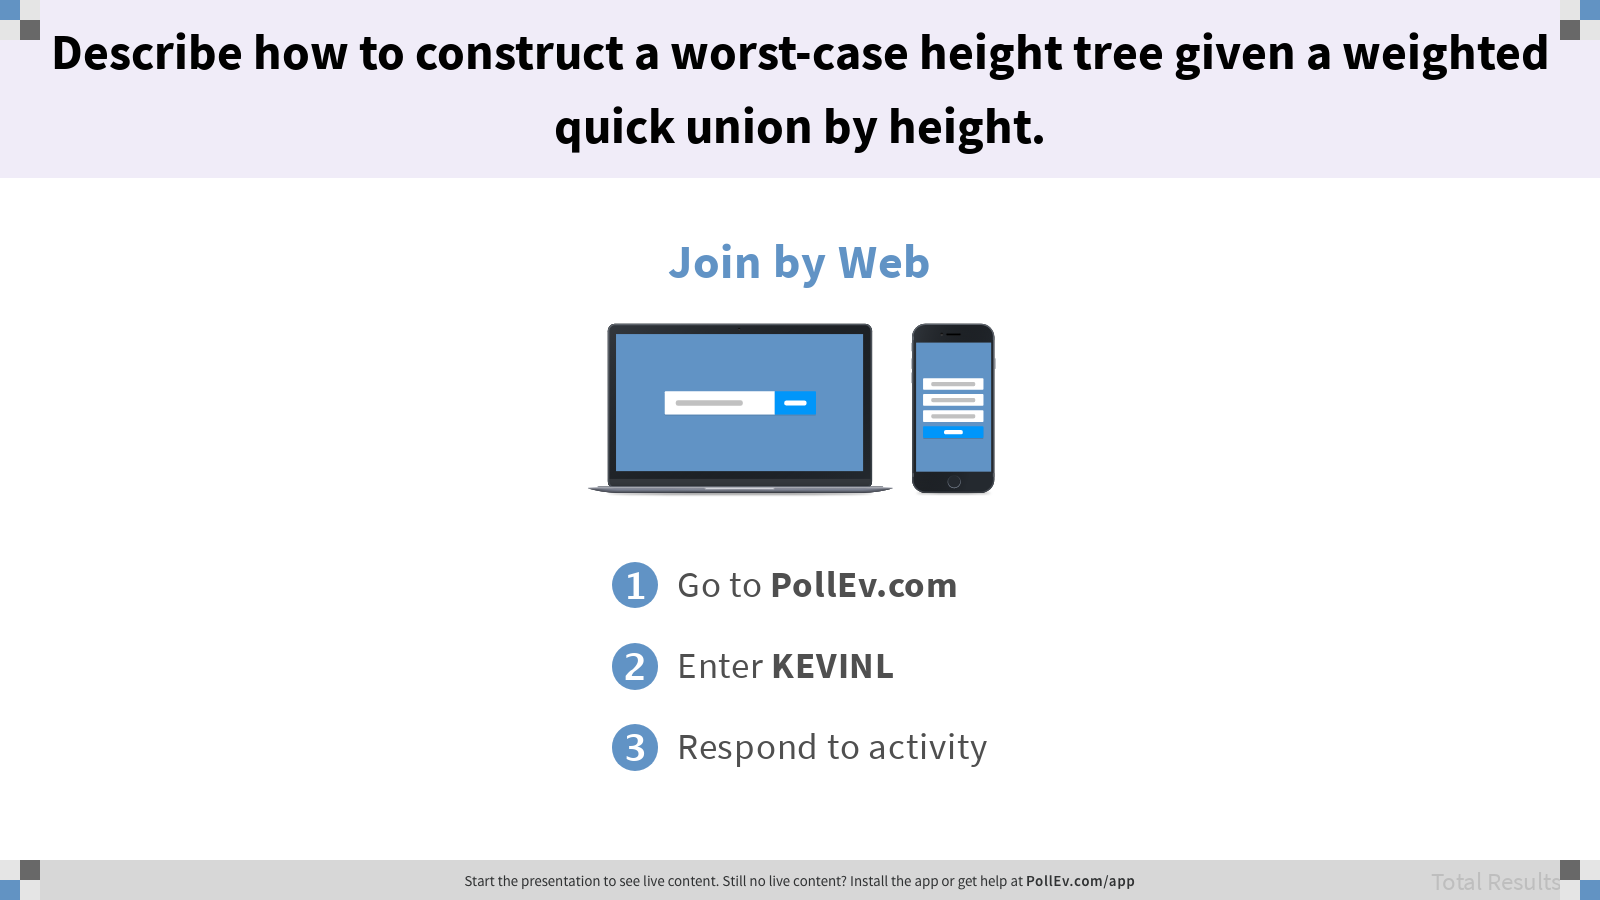 Describe how to construct a worst-case height tree given a weighted
quick union by height.
Join by Web
1 Go to PollEv.com
2 Enter KEVINL
3 Respond to activity
Start the presentation to see live content. Still no live content? Install the app or get help at PollEv.com/app
Total Results